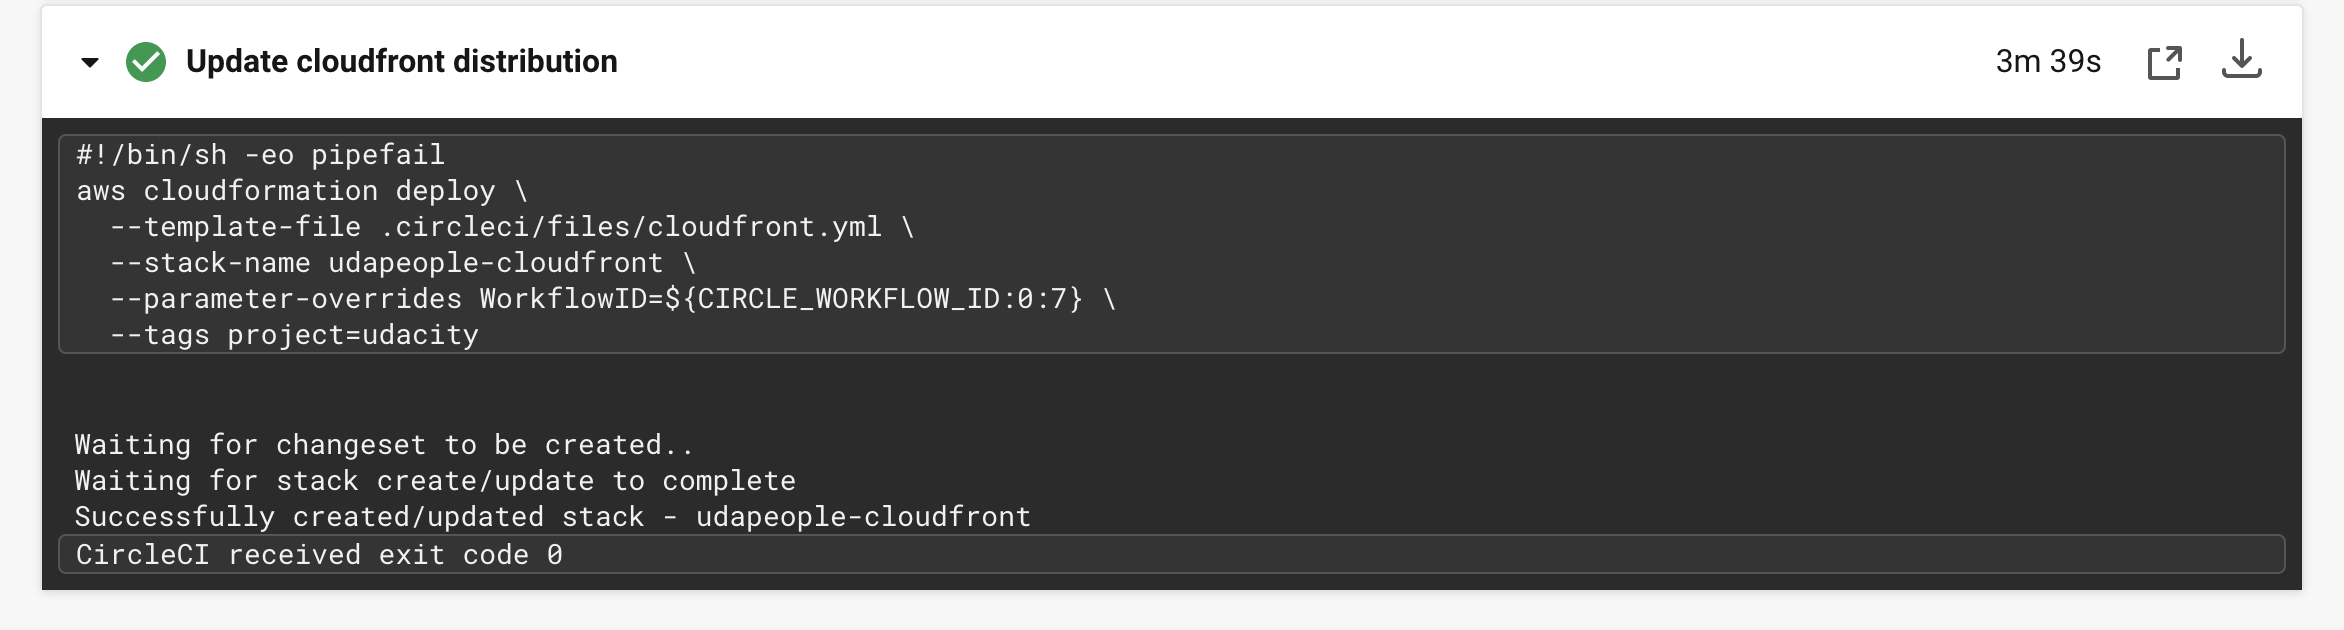 Update cloudfront distribution
3m 39s
#!/bin/sh -eo pipefail
aws cloudformation deploy \
  --template-file .circleci/files/cloudfront.yml \
  --stack-name udapeople-cloudfront \
  --parameter-overrides WorkflowID=${CIRCLE_WORKFLOW_ID:0:7} \
  --tags project=udacity
Waiting for changeset to be created..
Waiting for stack create/update to complete
Successfully created/updated stack - udapeople-cloudfront
CircleCI received exit code 0